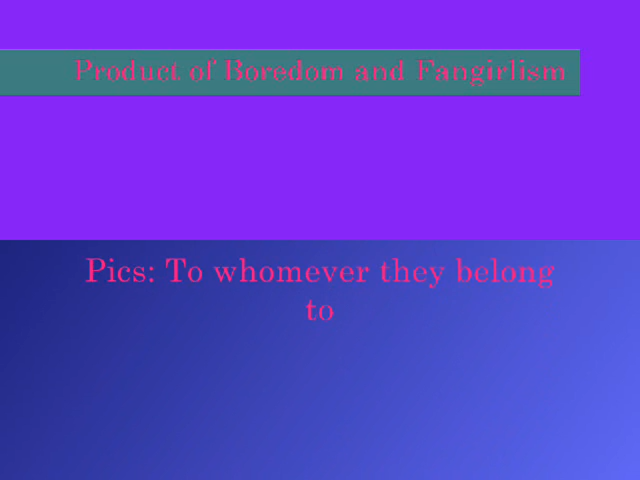 Product of Boredom and Fangirlism
Pics: To whomever they belong
to